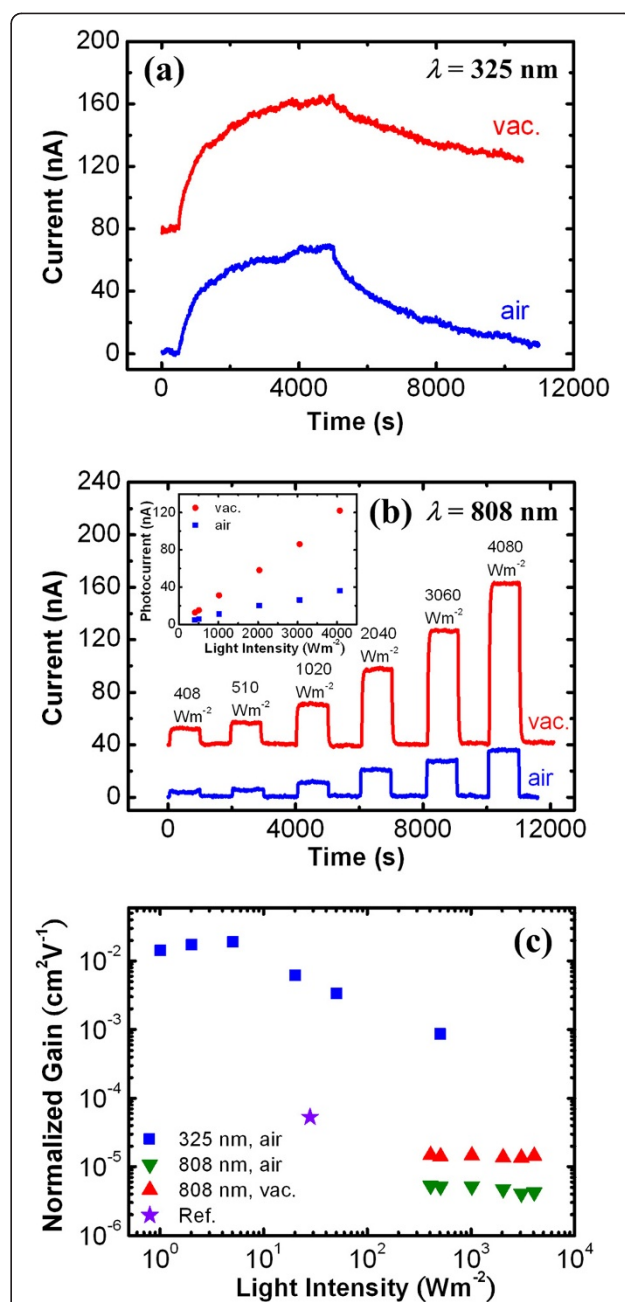 200
160
120
80
40
0
Current (nA)
(a)
λ = 325 nm
vac.
air
0
4000
8000
12000
Time (s)
240
200
160
120
80
40
0
Current (nA)
(b)
λ = 808 nm
120
80
40
0
Photocurrent (nA)
vac.
air
0 1000 2000 3000 4000
Light Intensity (Wm⁻²)
408
Wm⁻²
510
Wm⁻²
1020
Wm⁻²
2040
Wm⁻²
3060
Wm⁻²
4080
Wm⁻²
vac.
air
0
4000
8000
12000
Time (s)
(c)
10⁻²
10⁻³
10⁻⁴
10⁻⁵
10⁻⁶
Normalized Gain (cm²V⁻¹)
325 nm, air
808 nm, air
808 nm, vac.
Ref.
10⁰
10¹
10²
10³
10⁴
Light Intensity (Wm⁻²)